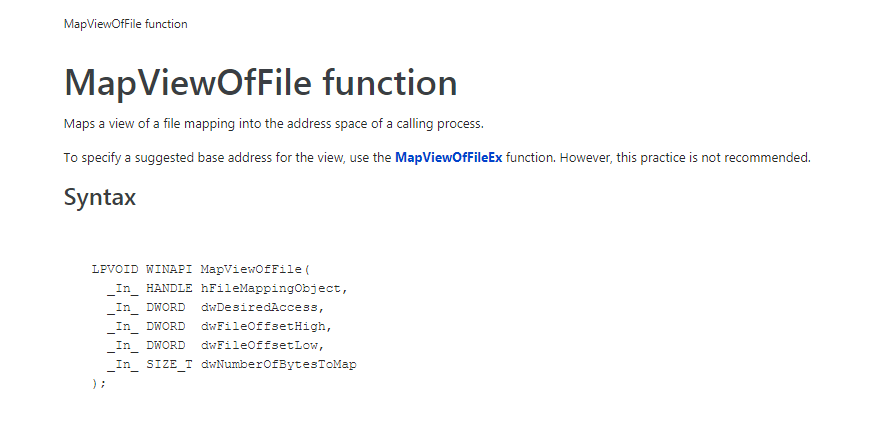 MapViewOfFile function
MapViewOfFile function
Maps a view of a file mapping into the address space of a calling process.
To specify a suggested base address for the view, use the MapViewOfFileEx function. However, this practice is not recommended.
Syntax
LPVOID WINAPI MapViewOfFile(
  _In_ HANDLE hFileMappingObject,
  _In_ DWORD  dwDesiredAccess,
  _In_ DWORD  dwFileOffsetHigh,
  _In_ DWORD  dwFileOffsetLow,
  _In_ SIZE_T dwNumberOfBytesToMap
);